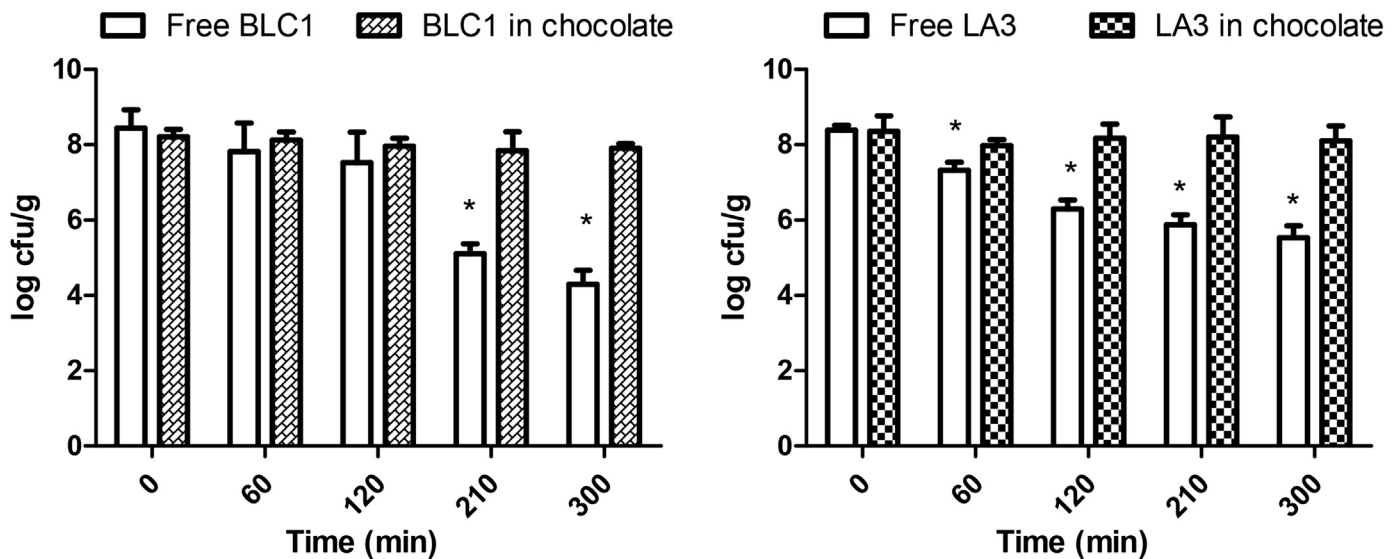 Free BLC1 BLC1 in chocolate
10
8
6
4
2
0
log cfu/g
* *
0 60 120 210 300
Time (min)
Free LA3 LA3 in chocolate
10
8
6
4
2
0
log cfu/g
* * * *
0 60 120 210 300
Time (min)